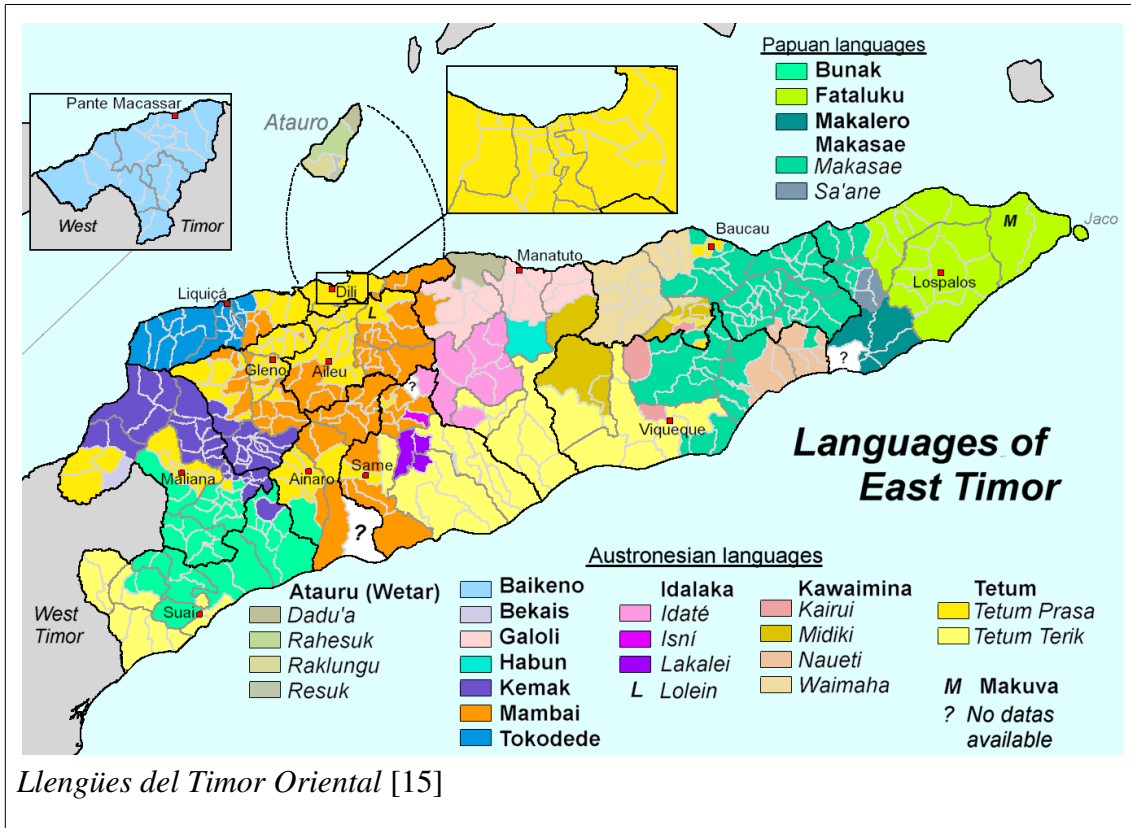 Papuan languages
Bunak
Fataluku
Makalero
Makasae
Makasae
Sa'ane
Pante Macassar
West Timor
Atauro
M
Jaco
Baucau
Manatuto
Lospalos
Dili
Liquiçá
L
?
Gleno
Aileu
?
Viqueque
Same
Ainaro
Maliana
?
Suai
West
Timor
Languages of
East Timor
Austronesian languages
Atauru (Wetar)
Dadu'a
Rahesuk
Raklungu
Resuk
Baikeno
Bekais
Galoli
Habun
Kemak
Mambai
Tokodede
Idalaka
Idaté
Isní
Lakalei
L Lolein
Kawaimina
Kairui
Midiki
Naueti
Waimaha
Tetum
Tetum Prasa
Tetum Terik
M Makuva
? No datas
available
Llengües del Timor Oriental [15]